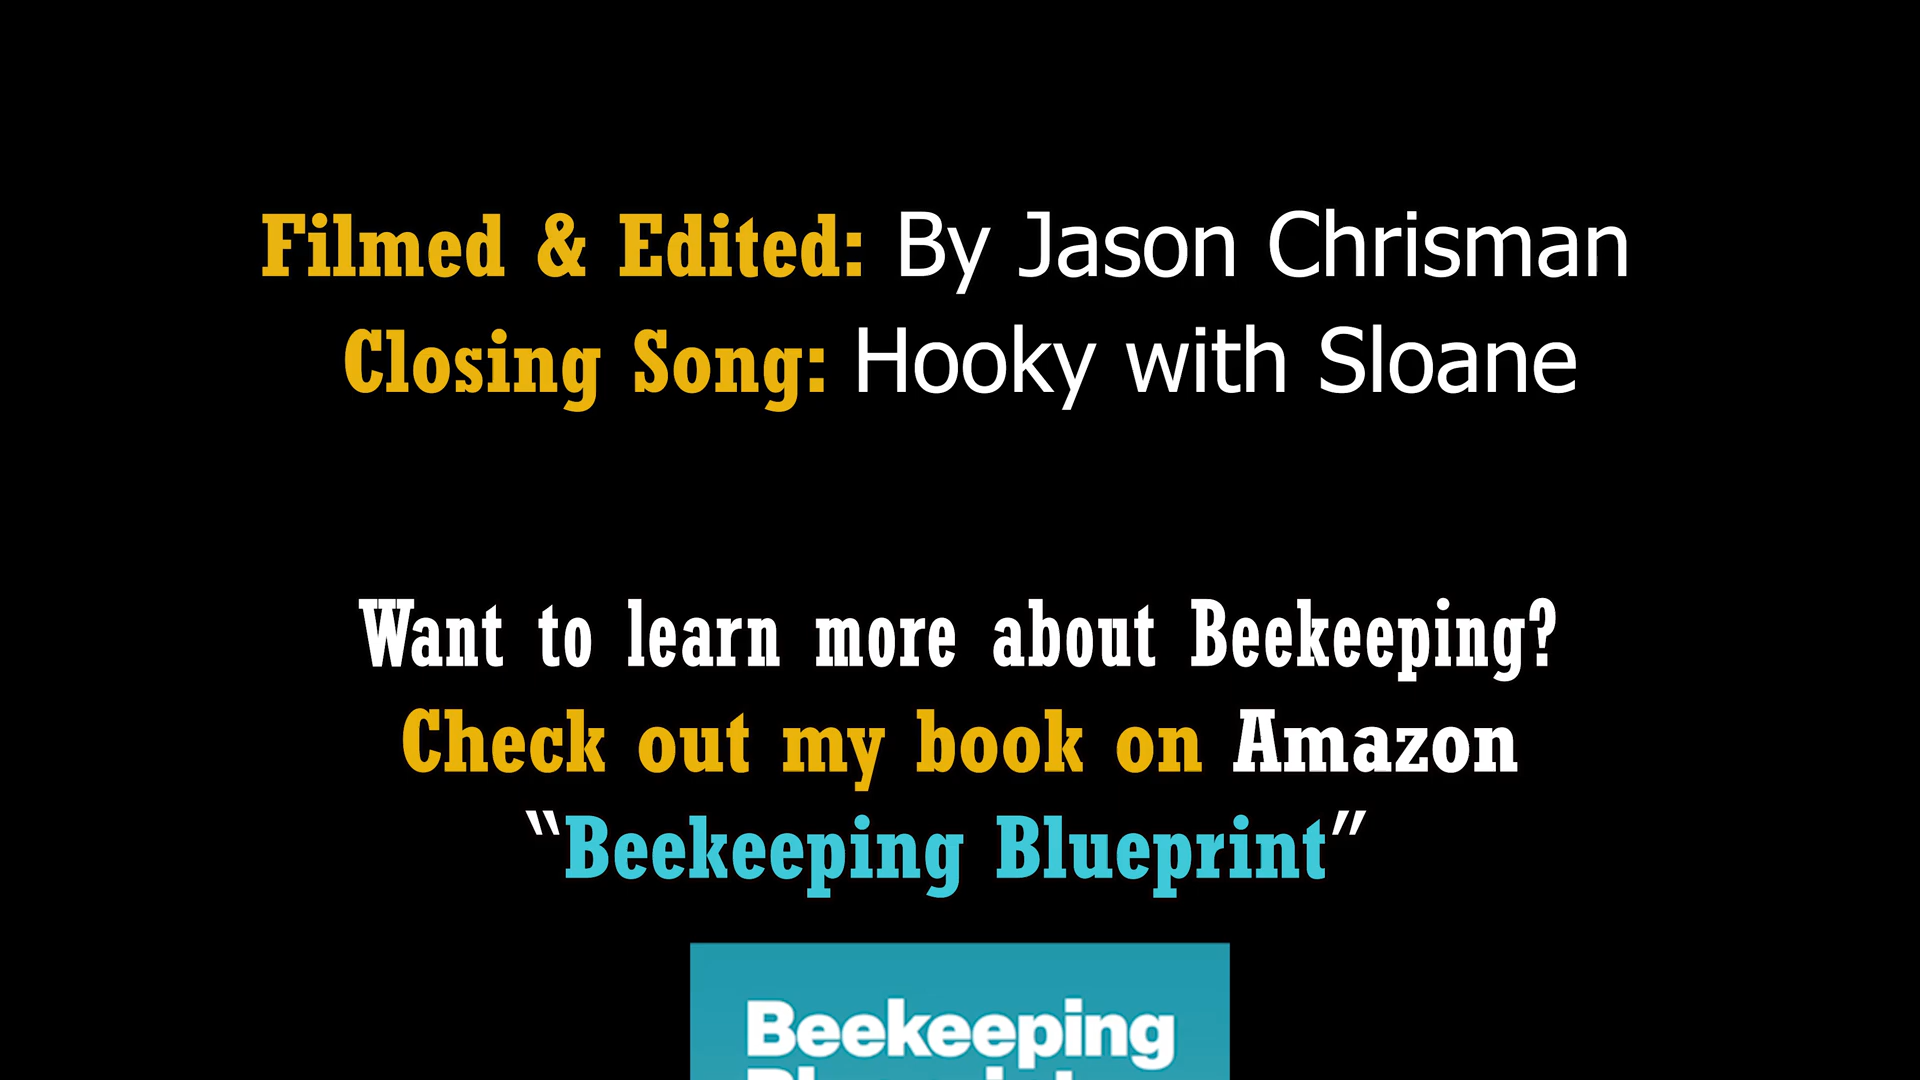 Filmed & Edited: By Jason Chrisman
Closing Song: Hooky with Sloane
Want to learn more about Beekeeping?
Check out my book on Amazon
“Beekeeping Blueprint”
Beekeeping